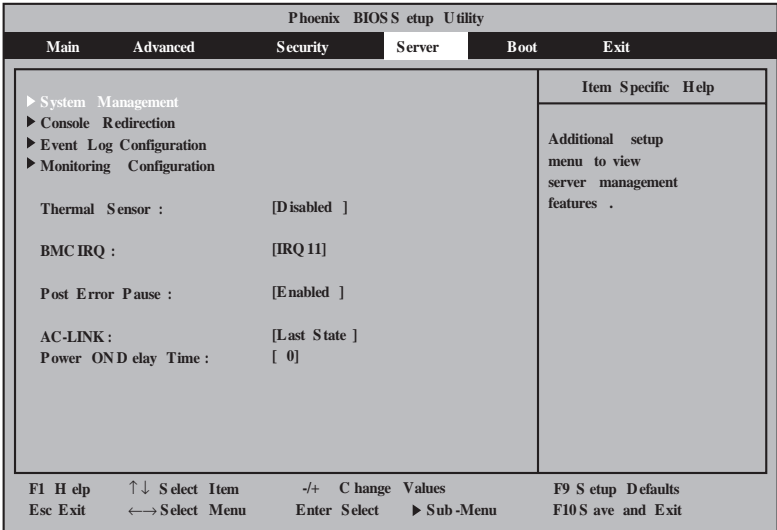 Phoenix BIOS Setup Utility
Main Advanced Security Server Boot Exit
Item Specific Help
▶ System Management
▶ Console Redirection
▶ Event Log Configuration
▶ Monitoring Configuration
Additional setup
menu to view
server management
features .
Thermal Sensor : [Disabled ]
BMC IRQ : [IRQ 11]
Post Error Pause : [Enabled ]
AC-LINK : [Last State ]
Power ON Delay Time : [ 0]
F1 Help ↑↓ Select Item -/+ Change Values F9 Setup Defaults
Esc Exit ←→ Select Menu Enter Select ▶ Sub-Menu F10 Save and Exit